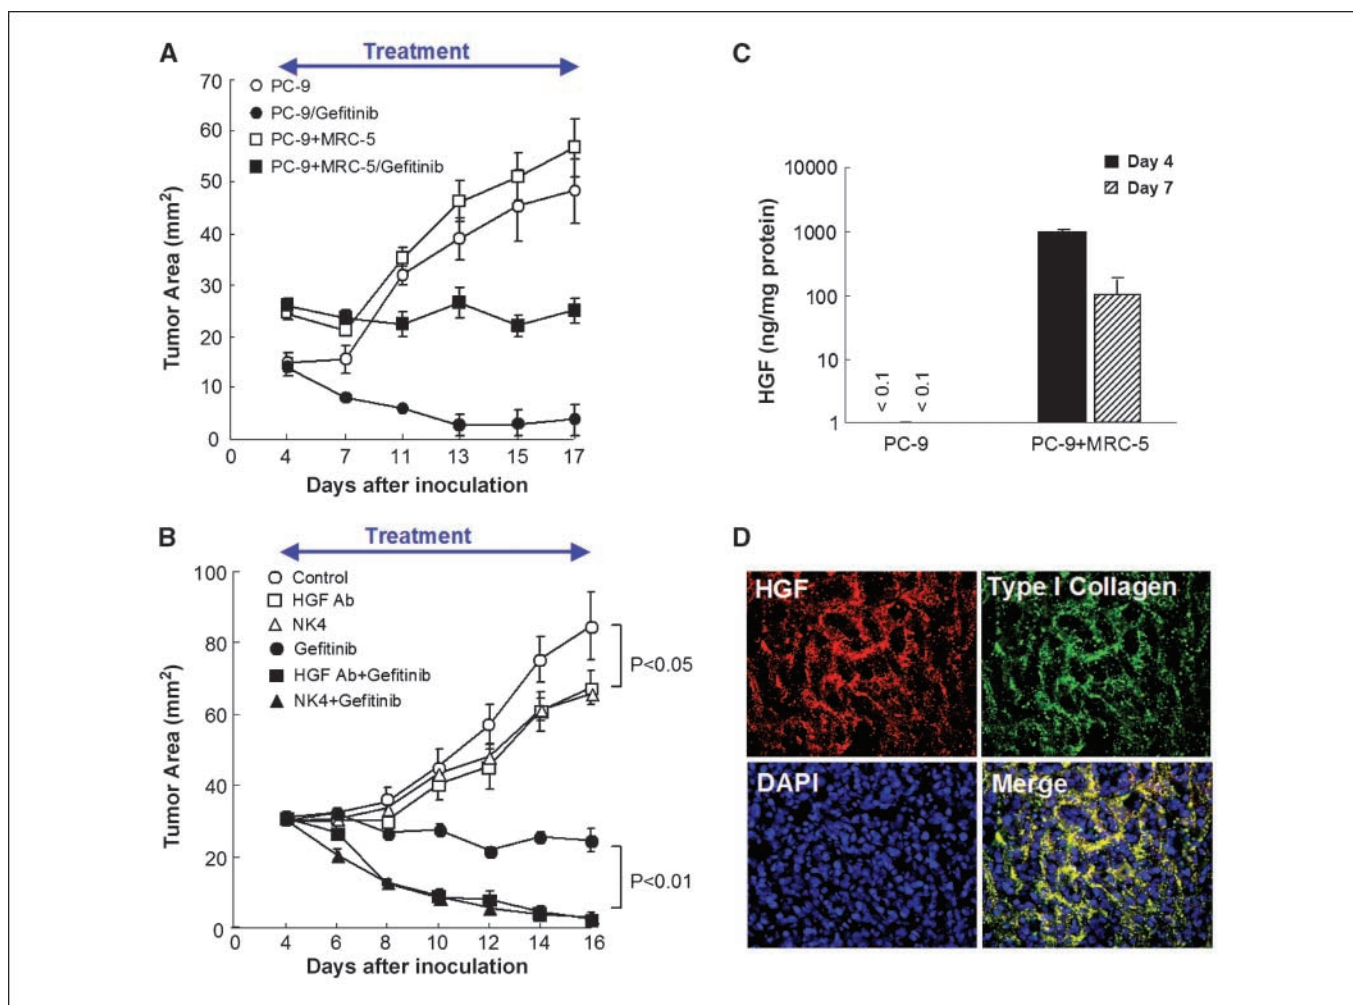 A
Treatment
PC-9
PC-9/Gefitinib
PC-9+MRC-5
PC-9+MRC-5/Gefitinib
Tumor Area (mm²)
70
60
50
40
30
20
10
0
0 4 7 11 13 15 17
Days after inoculation
B
Treatment
Control
HGF Ab
NK4
Gefitinib
HGF Ab+Gefitinib
NK4+Gefitinib
P<0.05
P<0.01
Tumor Area (mm²)
100
80
60
40
20
0
0 4 6 8 10 12 14 16
Days after inoculation
C
Day 4
Day 7
HGF (ng/mg protein)
10000
1000
100
10
1
< 0.1
< 0.1
PC-9 PC-9+MRC-5
D
HGF
Type I Collagen
DAPI
Merge